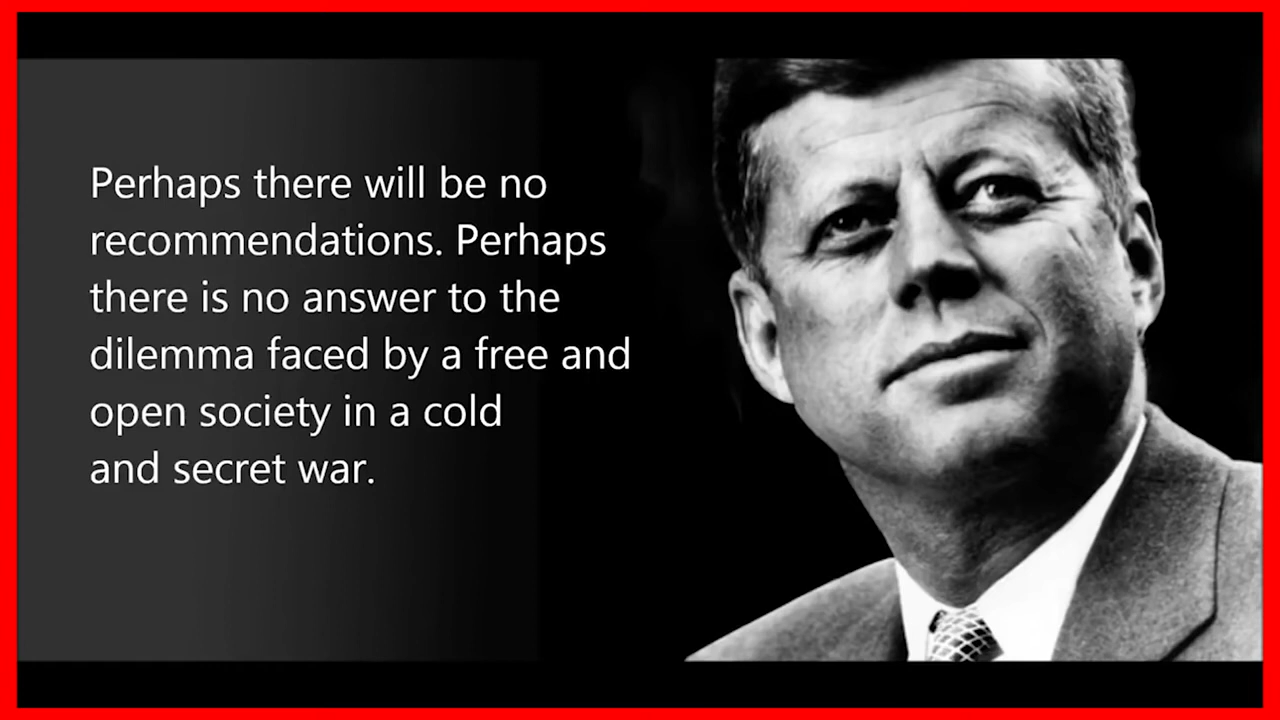 Perhaps there will be no
recommendations. Perhaps
there is no answer to the
dilemma faced by a free and
open society in a cold
and secret war.